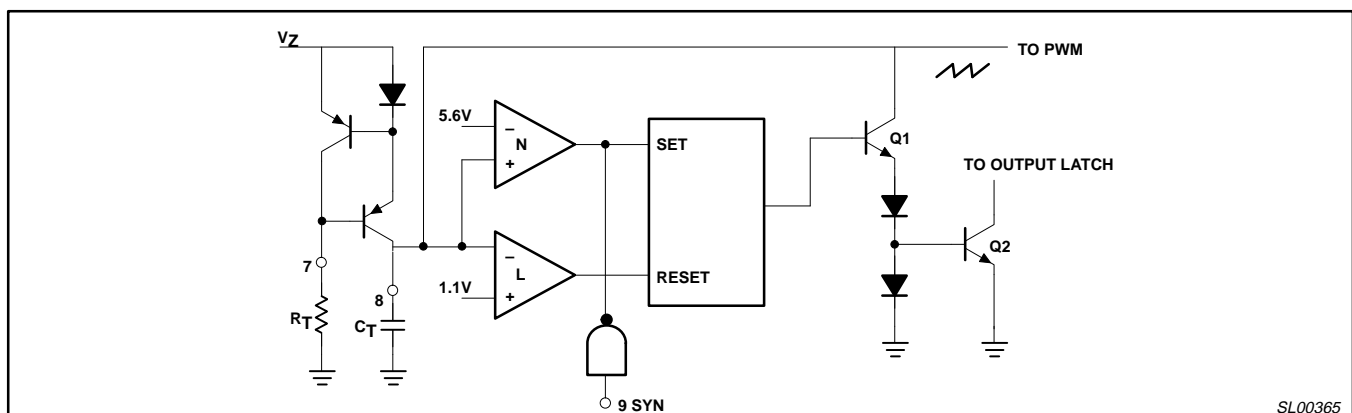 VZ
TO PWM
5.6V
–
N
+
SET
Q1
TO OUTPUT LATCH
Q2
–
L
+
1.1V
RESET
7
8
RT
CT
9 SYN
SL00365